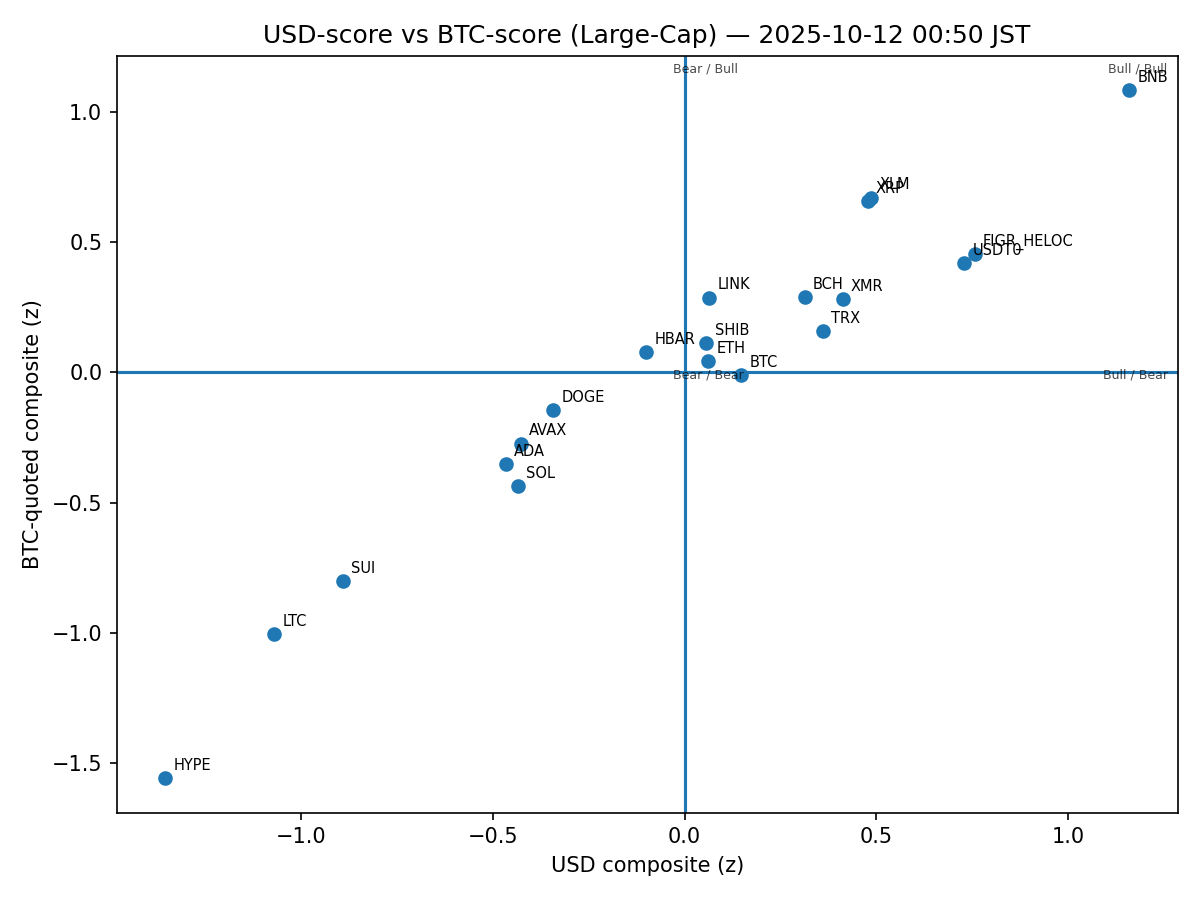 USD-score vs BTC-score (Large-Cap) — 2025-10-12 00:50 JST
Bear / Bull
Bull / Bull
BNB
1.0
XLM
XRP
0.5
FIGR_HELOC
USDT0
LINK
BCH
XMR
TRX
SHIB
HBAR
ETH
BTC
0.0
Bear / Bear
Bull / Bear
DOGE
AVAX
ADA
SOL
−0.5
SUI
LTC
−1.0
HYPE
−1.5
BTC-quoted composite (z)
−1.0
−0.5
0.0
0.5
1.0
USD composite (z)